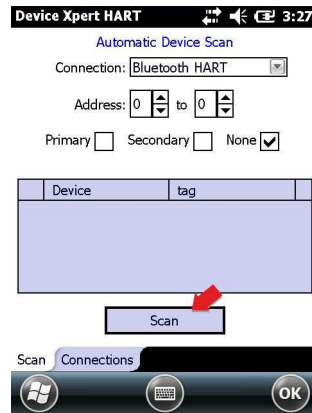 Device Xpert HART 3:27
Automatic Device Scan
Connection: Bluetooth HART
Address: 0 to 0
Primary Secondary None
Device tag
Scan
Scan Connections
OK